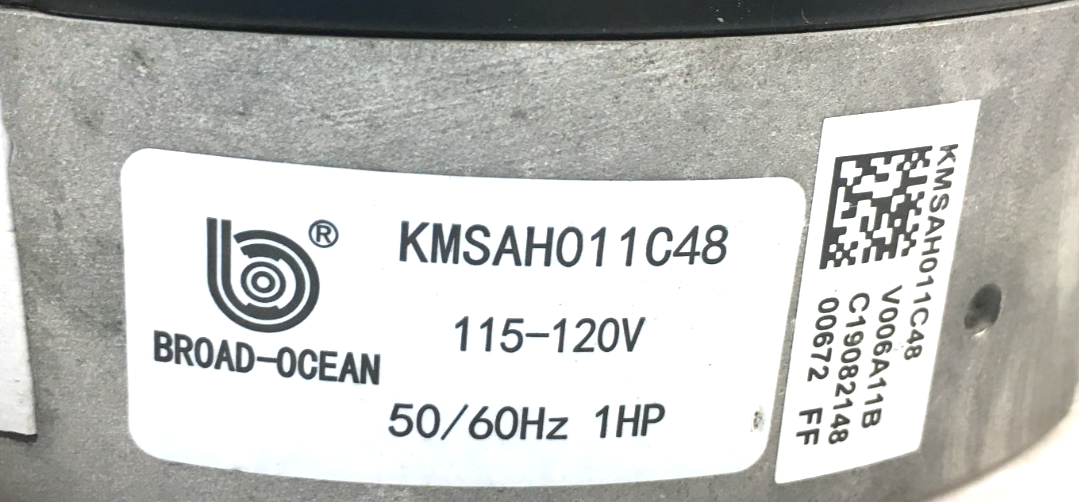 ®
KMSAH011C48
115-120V
BROAD-OCEAN
50/60Hz 1HP
KMSAH011C48
V006A11B
C19082148
00672 FF